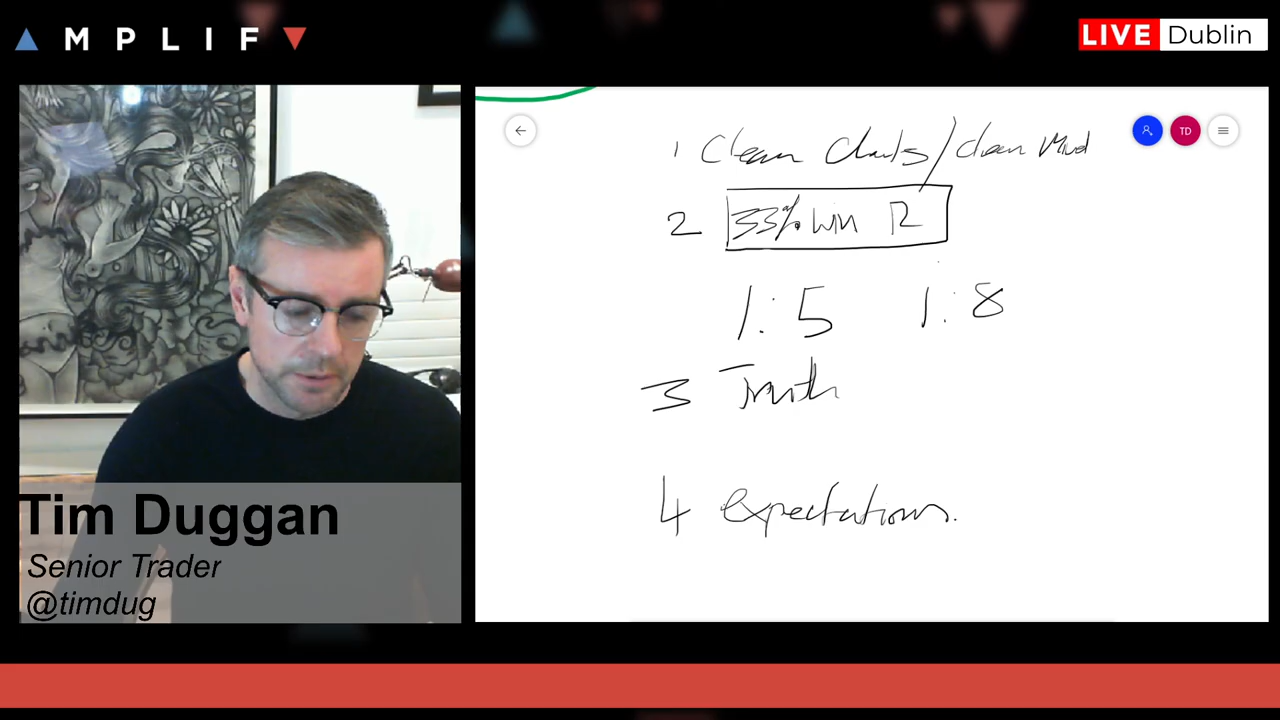 AMPLIFY
LIVE Dublin
1 Clean Charts / Clean Mind
TD
2 33% win R
1:5 1:8
3 Truth
4 expectations.
Tim Duggan
Senior Trader
@timdug